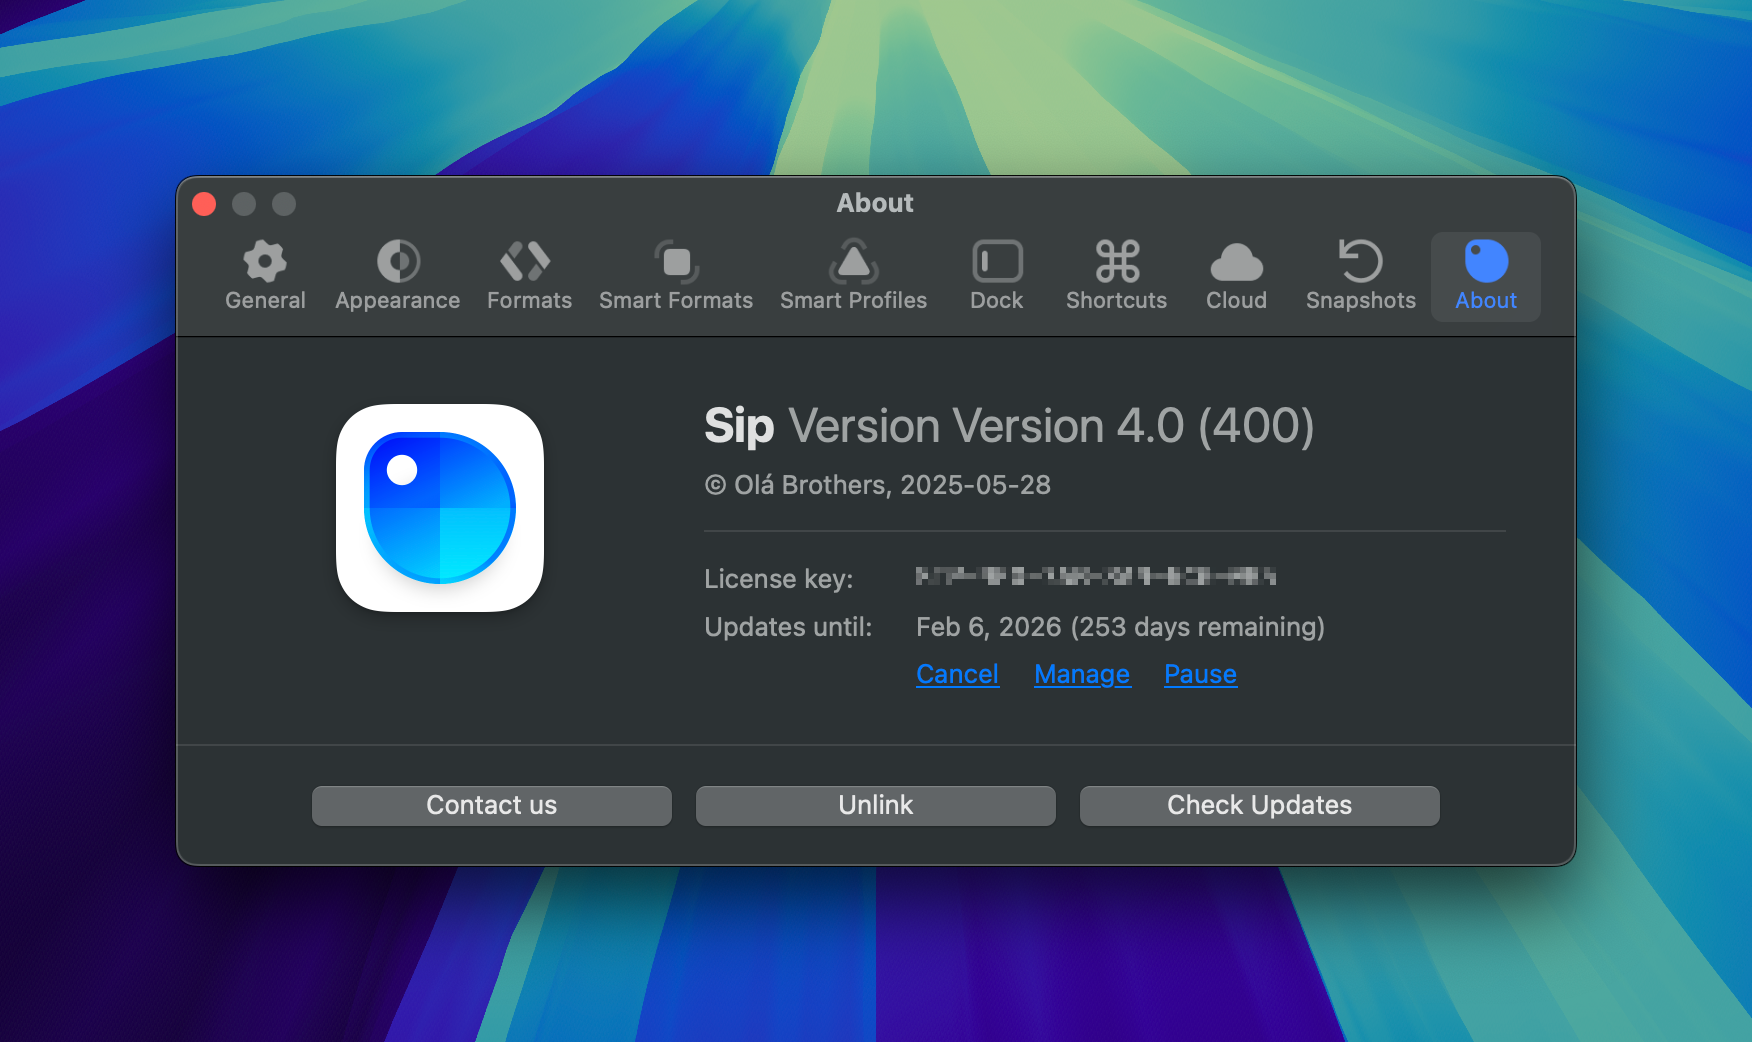 About
General Appearance Formats Smart Formats Smart Profiles Dock Shortcuts Cloud Snapshots About
Sip Version Version 4.0 (400)
© Olá Brothers, 2025-05-28
License key:
Updates until: Feb 6, 2026 (253 days remaining)
Cancel Manage Pause
Contact us Unlink Check Updates